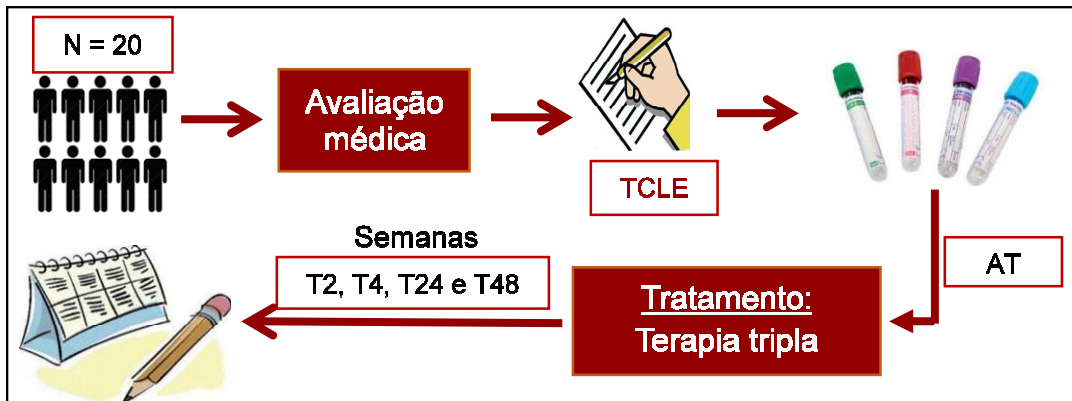 N = 20
Avaliação
médica
TCLE
AT
Tratamento:
Terapia tripla
Semanas
T2, T4, T24 e T48